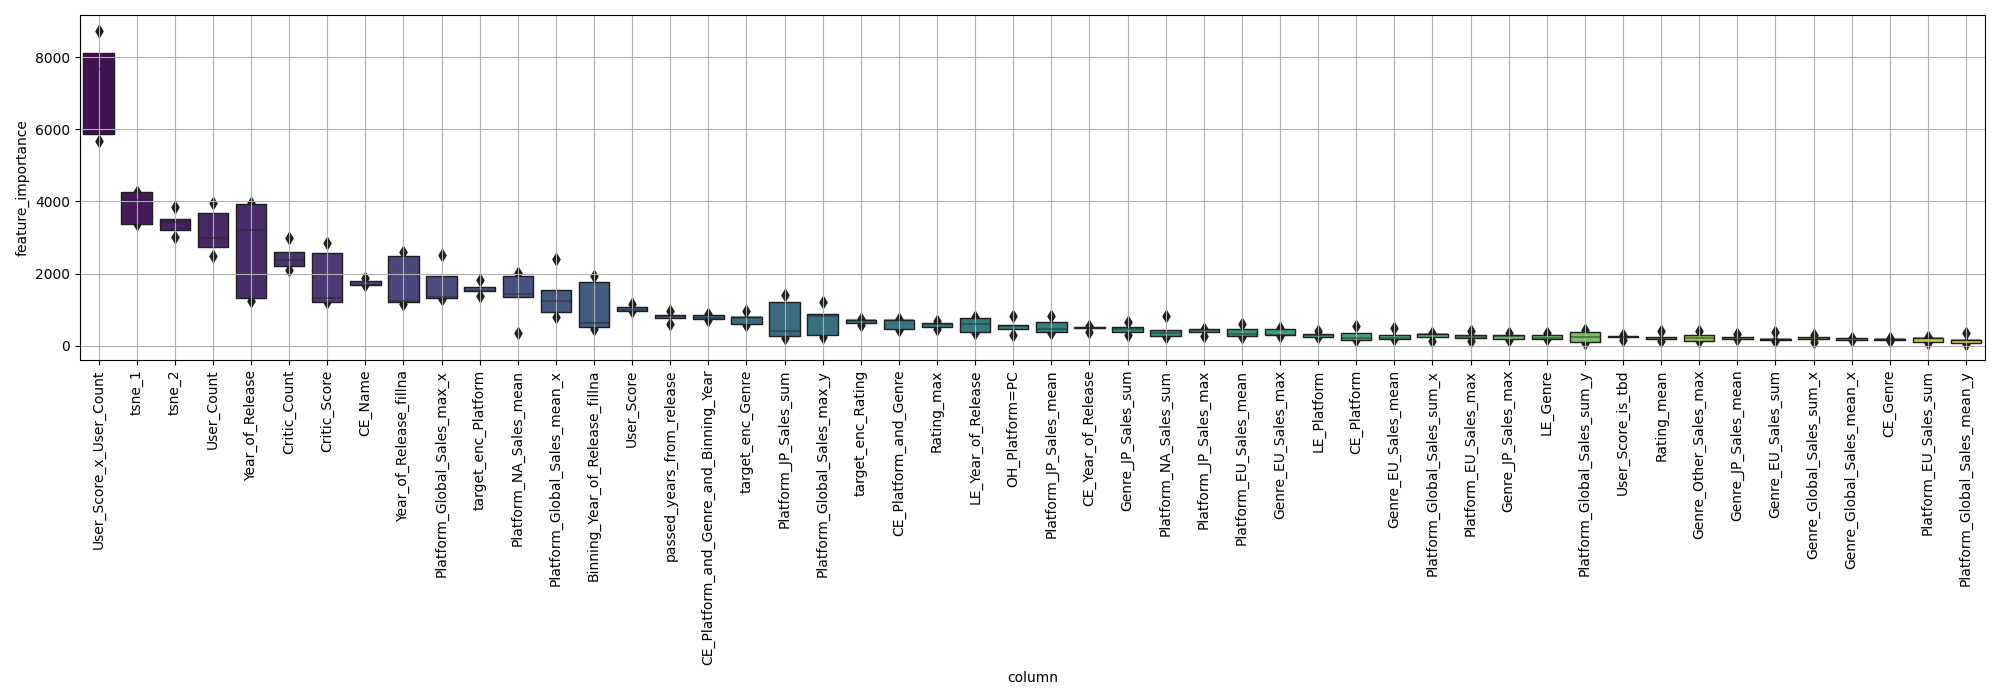 feature_importance
8000
6000
4000
2000
0
User_Score_x_User_Count
tsne_1
tsne_2
User_Count
Year_of_Release
Critic_Count
Critic_Score
CE_Name
Year_of_Release_fillna
Platform_Global_Sales_max_x
target_enc_Platform
Platform_NA_Sales_mean
Platform_Global_Sales_mean_x
Binning_Year_of_Release_fillna
User_Score
passed_years_from_release
CE_Platform_and_Genre_and_Binning_Year
target_enc_Genre
Platform_JP_Sales_sum
Platform_Global_Sales_max_y
target_enc_Rating
CE_Platform_and_Genre
Rating_max
LE_Year_of_Release
OH_Platform=PC
Platform_JP_Sales_mean
CE_Year_of_Release
Genre_JP_Sales_sum
Platform_NA_Sales_sum
Platform_JP_Sales_max
Platform_EU_Sales_mean
Genre_EU_Sales_max
LE_Platform
CE_Platform
Genre_EU_Sales_mean
Platform_Global_Sales_sum_x
Platform_EU_Sales_max
Genre_JP_Sales_max
LE_Genre
Platform_Global_Sales_sum_y
User_Score_is_tbd
Rating_mean
Genre_Other_Sales_max
Genre_JP_Sales_mean
Genre_EU_Sales_sum
Genre_Global_Sales_sum_x
Genre_Global_Sales_mean_x
CE_Genre
Platform_EU_Sales_sum
Platform_Global_Sales_mean_y
column